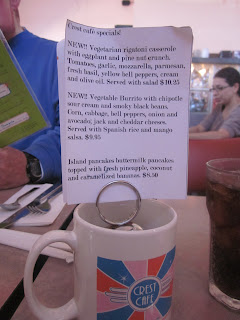 Crest cafe specials!
NEW!! Vegetarian rigatoni casserole
with eggplant and pine nut crunch.
Tomatoes, garlic, mozzarella, parmesan,
fresh basil, yellow bell peppers, cream
and olive oil. Served with salad $10.25
NEW!! Vegetable Burrito with chipotle
sour cream and smoky black beans.
Corn, cabbage, bell peppers, onion and
avocado; jack and cheddar cheeses.
Served with Spanish rice and mango
salsa. $9.95
Island pancakes buttermilk pancakes
topped with fresh pineapple, coconut
and caramelized bananas. $8.50
CREST
CAFE